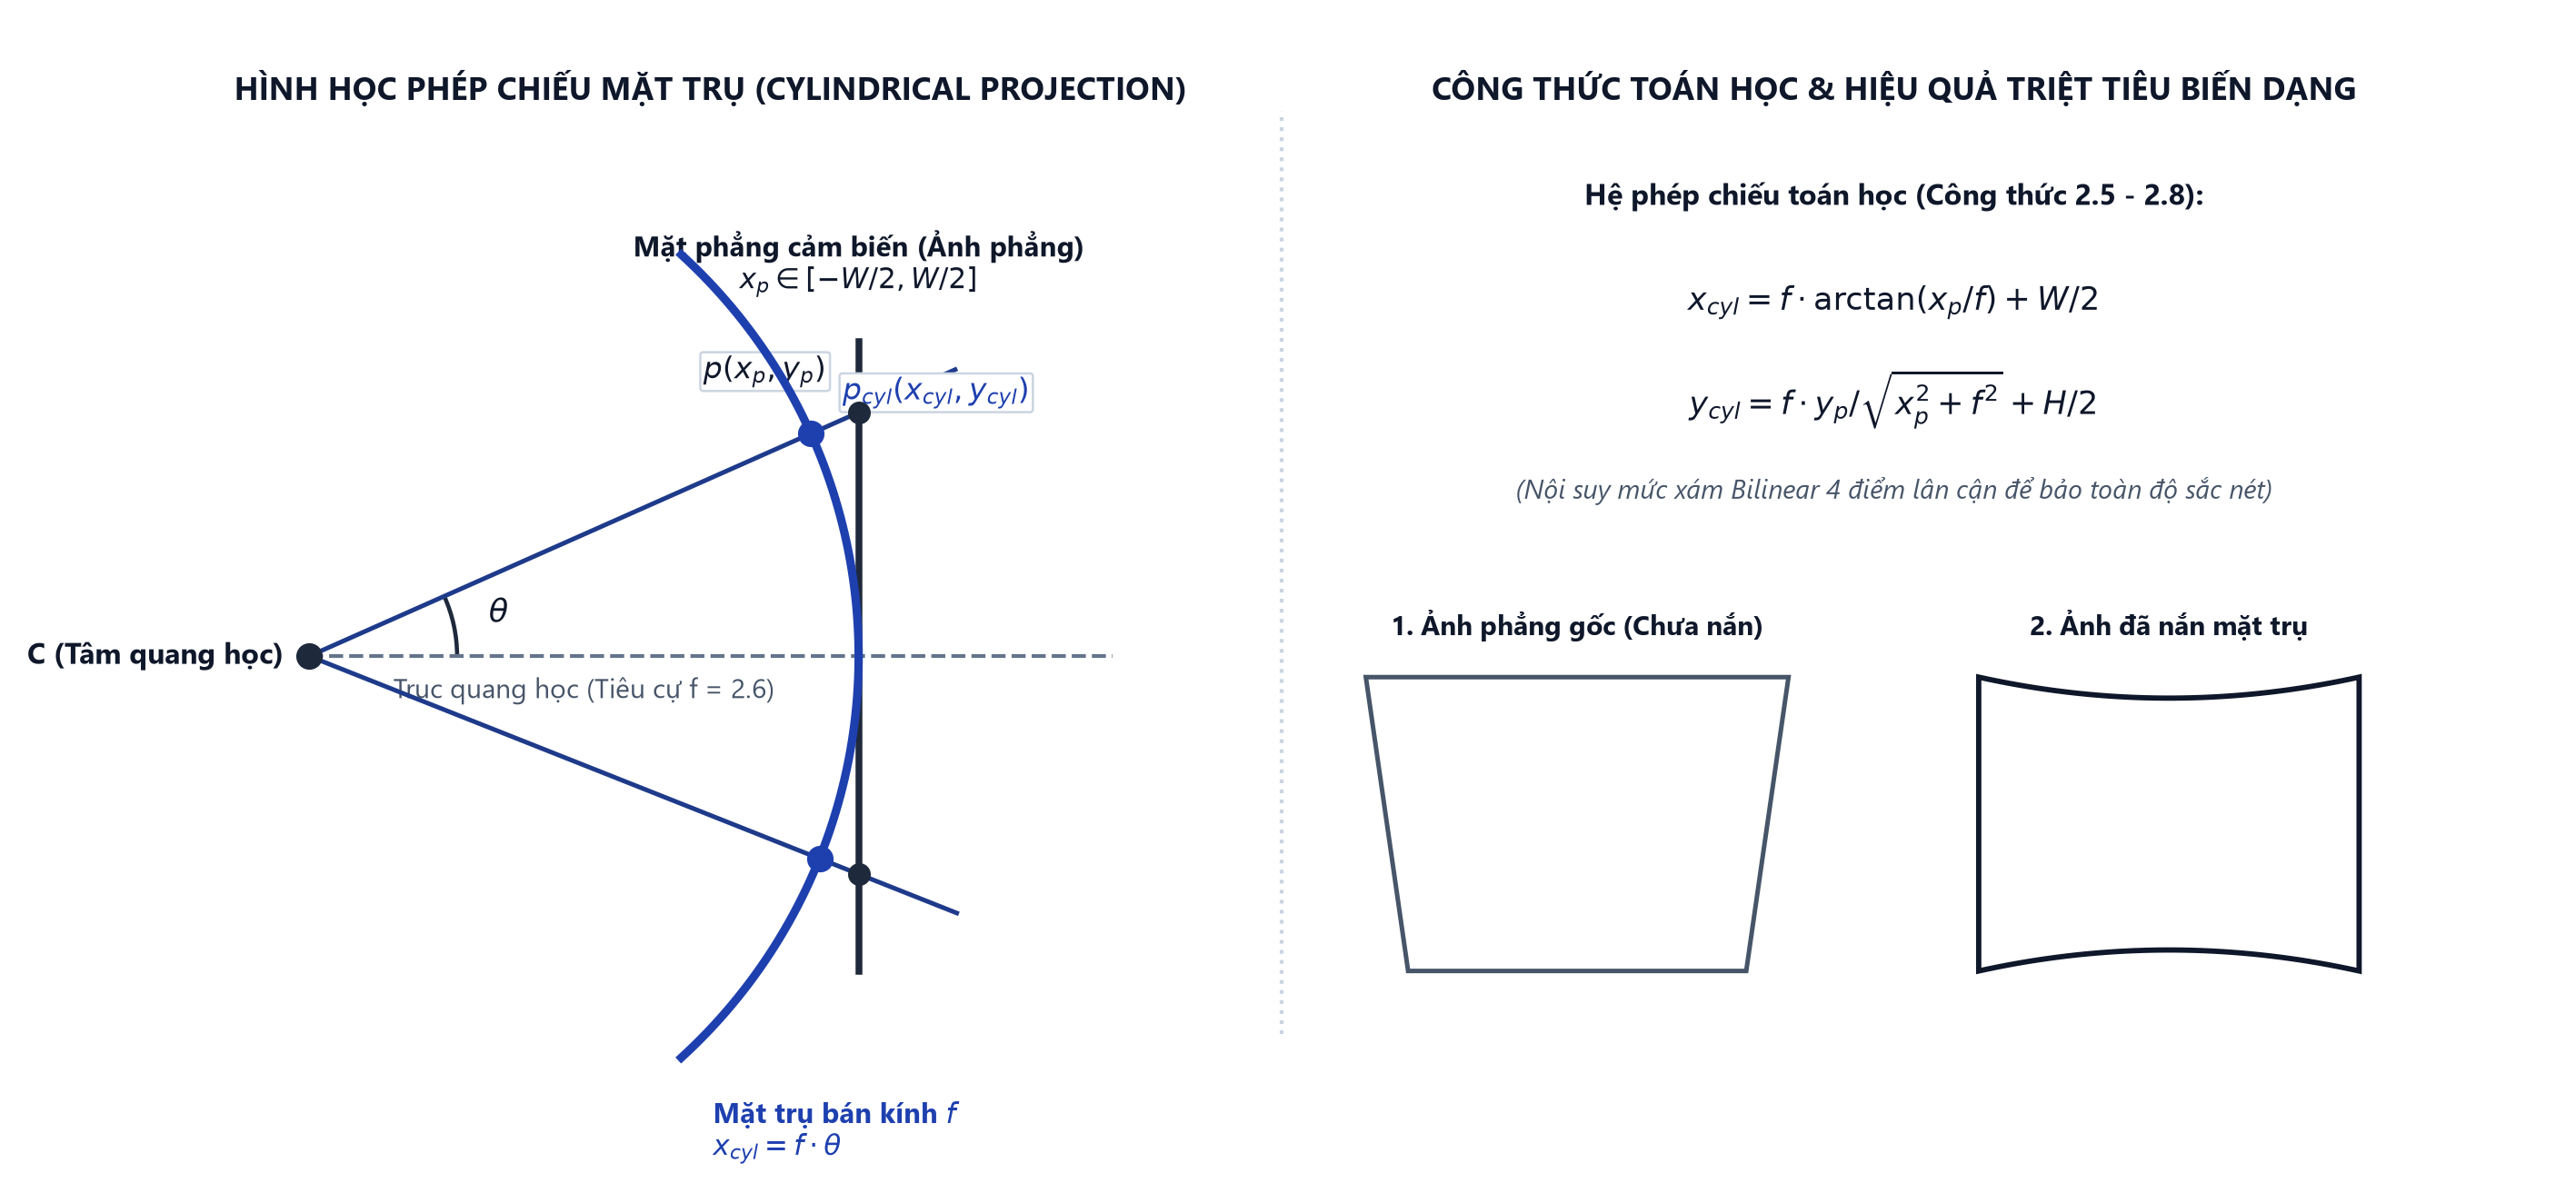 HÌNH HỌC PHÉP CHIẾU MẶT TRỤ (CYLINDRICAL PROJECTION)
Mặt phẳng cảm biến (Ảnh phẳng)
x_p ∈ [−W/2, W/2]
p(x_p, y_p)
p_cyl(x_cyl, y_cyl)
θ
C (Tâm quang học)
Trục quang học (Tiêu cự f = 2.6)
Mặt trụ bán kính f
x_cyl = f · θ
CÔNG THỨC TOÁN HỌC & HIỆU QUẢ TRIỆT TIÊU BIẾN DẠNG
Hệ phép chiếu toán học (Công thức 2.5 - 2.8):
x_cyl = f · arctan(x_p/f) + W/2
y_cyl = f · y_p/√(x_p² + f²) + H/2
(Nội suy mức xám Bilinear 4 điểm lân cận để bảo toàn độ sắc nét)
1. Ảnh phẳng gốc (Chưa nắn)
2. Ảnh đã nắn mặt trụ